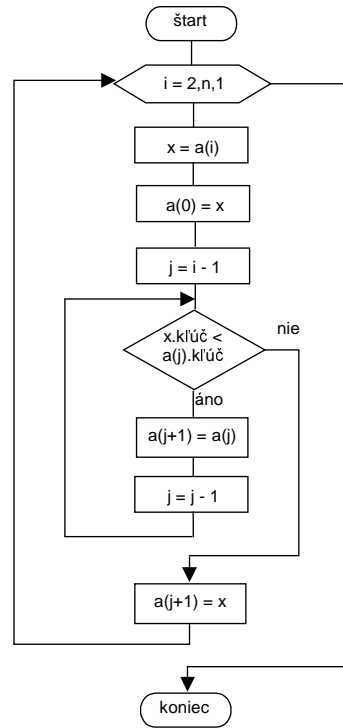 štart
i = 2,n,1
x = a(i)
a(0) = x
j = i - 1
x.kľúč <
a(j).kľúč
nie
áno
a(j+1) = a(j)
j = j - 1
a(j+1) = x
koniec